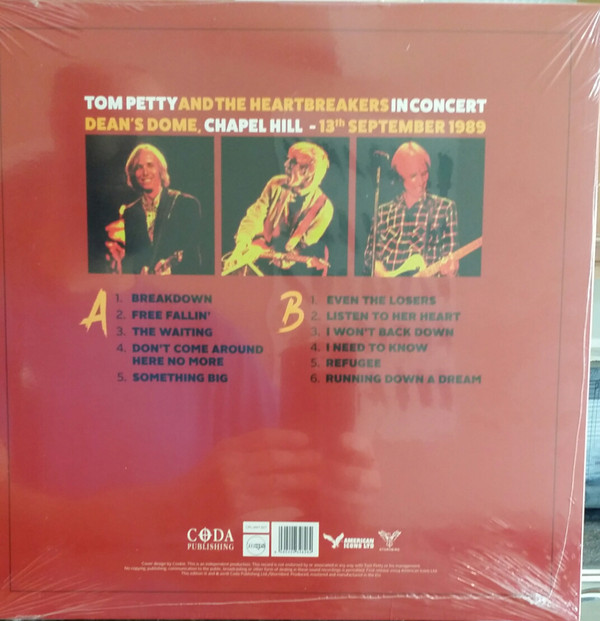 TOM PETTY AND THE HEARTBREAKERS IN CONCERT
DEAN'S DOME, CHAPEL HILL - 13th SEPTEMBER 1989
A
1. BREAKDOWN
2. FREE FALLIN'
3. THE WAITING
4. DON'T COME AROUND
HERE NO MORE
5. SOMETHING BIG
B
1. EVEN THE LOSERS
2. LISTEN TO HER HEART
3. I WON'T BACK DOWN
4. I NEED TO KNOW
5. REFUGEE
6. RUNNING DOWN A DREAM
CODA
PUBLISHING
AMERICAN
ICONS LTD